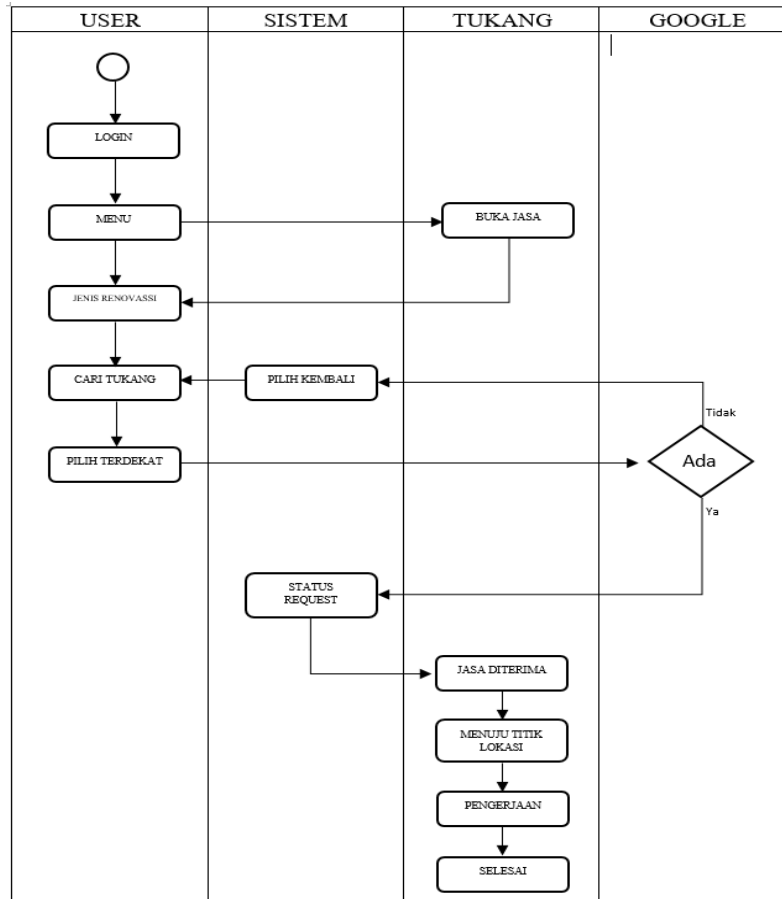 USER
SISTEM
TUKANG
GOOGLE
LOGIN
MENU
BUKA JASA
JENIS RENOVASSI
CARI TUKANG
PILIH KEMBALI
Tidak
PILIH TERDEKAT
Ada
Ya
STATUS
REQUEST
JASA DITERIMA
MENUJU TITIK
LOKASI
PENGERJAAN
SELESAI